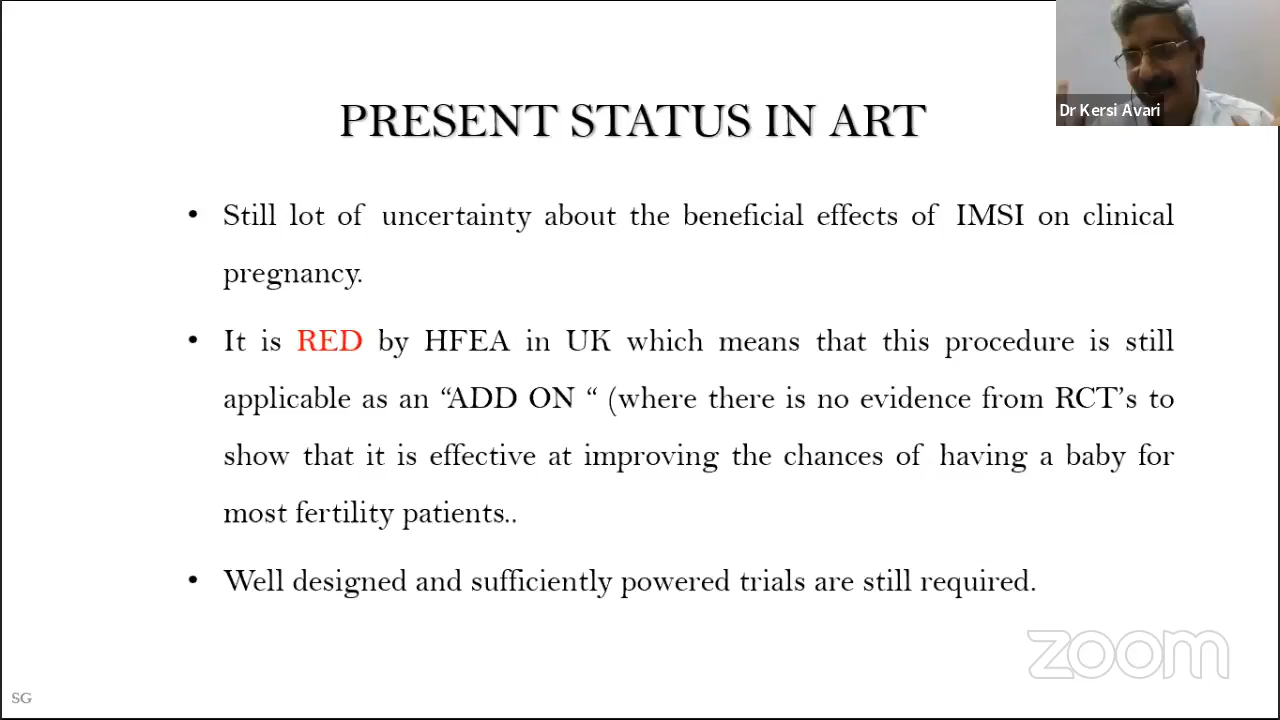 Dr Kersi Avari
PRESENT STATUS IN ART
• Still lot of uncertainty about the beneficial effects of IMSI on clinical
pregnancy.
• It is RED by HFEA in UK which means that this procedure is still
applicable as an “ADD ON “ (where there is no evidence from RCT’s to
show that it is effective at improving the chances of having a baby for
most fertility patients..
• Well designed and sufficiently powered trials are still required.
zoom
SG